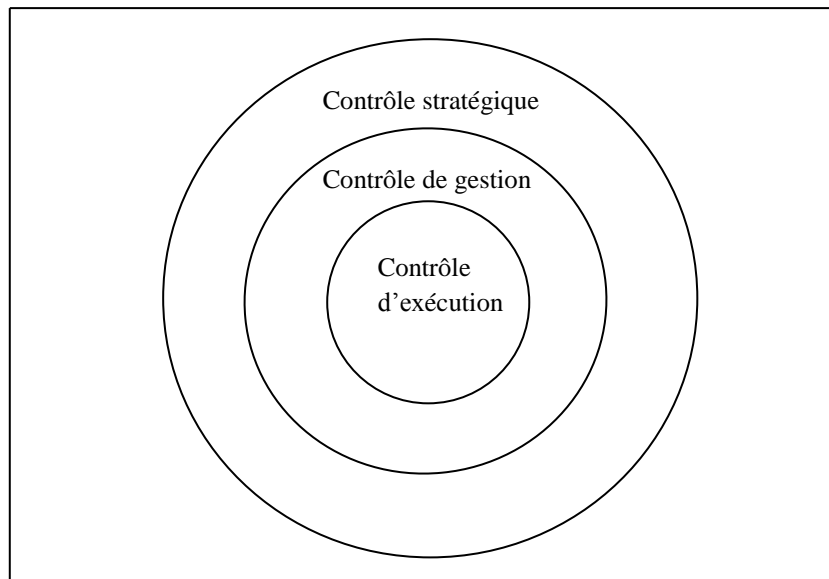 Contrôle stratégique
Contrôle de gestion
Contrôle
d’exécution